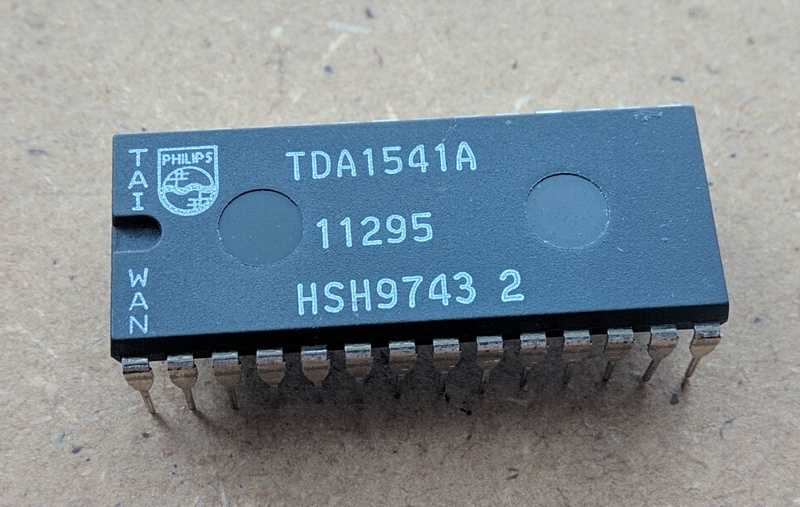 TAI WAN
PHILIPS
TDA1541A
11295
HSH9743 2